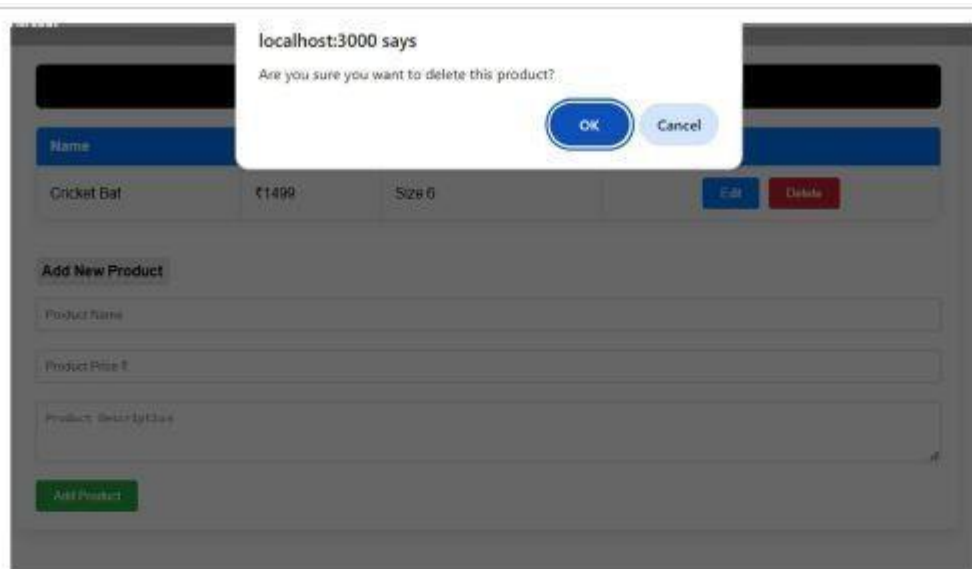 localhost:3000 says
Are you sure you want to delete this product?
OK Cancel
Name
Cricket Bat ₹1499 Size 6 Edit Delete
Add New Product
Product Name
Product Price ₹
Product Description
Add Product